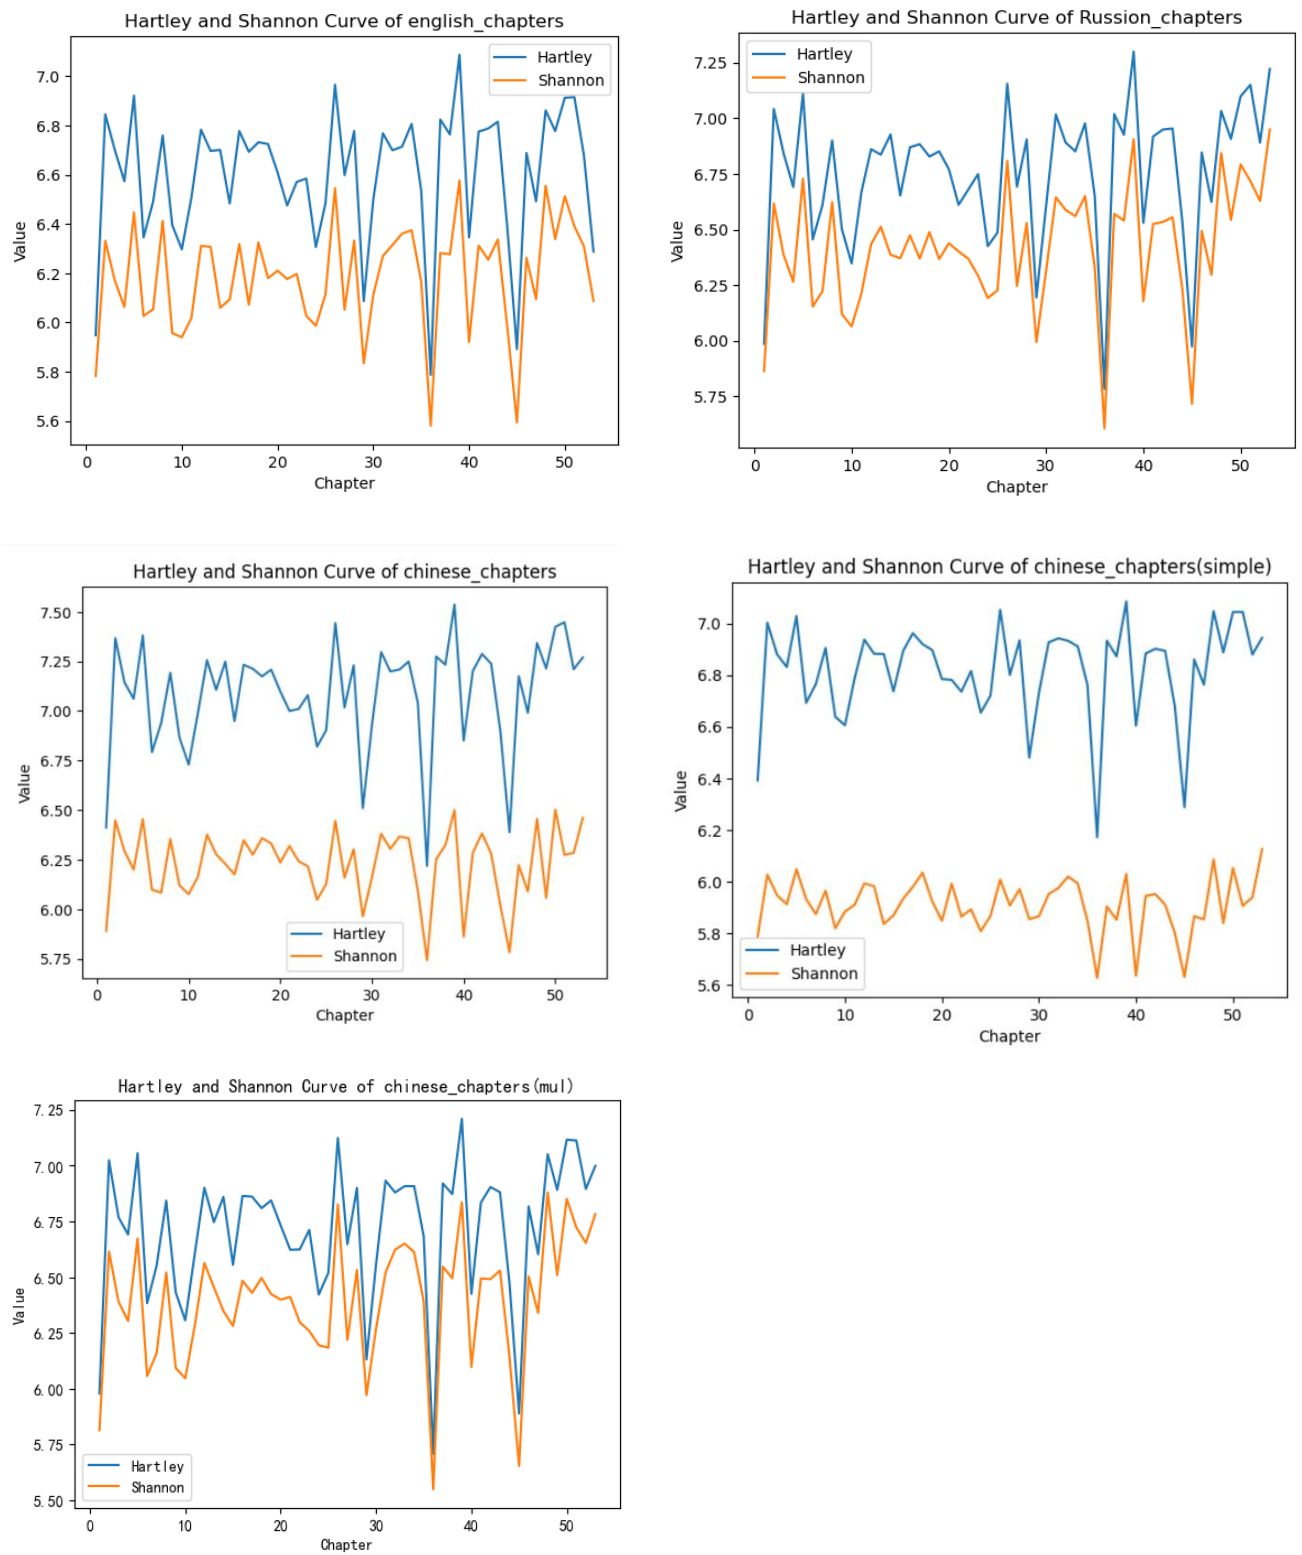 Hartley and Shannon Curve of english_chapters
Hartley
Shannon
7.0
6.8
6.6
6.4
6.2
6.0
5.8
5.6
Value
0 10 20 30 40 50
Chapter
Hartley and Shannon Curve of Russion_chapters
Hartley
Shannon
7.25
7.00
6.75
6.50
6.25
6.00
5.75
Value
0 10 20 30 40 50
Chapter
Hartley and Shannon Curve of chinese_chapters
7.50
7.25
7.00
6.75
6.50
6.25
6.00
5.75
Value
Hartley
Shannon
0 10 20 30 40 50
Chapter
Hartley and Shannon Curve of chinese_chapters(simple)
7.0
6.8
6.6
6.4
6.2
6.0
5.8
5.6
Value
Hartley
Shannon
0 10 20 30 40 50
Chapter
Hartley and Shannon Curve of chinese_chapters(mul)
7.25
7.00
6.75
6.50
6.25
6.00
5.75
5.50
Value
Hartley
Shannon
0 10 20 30 40 50
Chapter